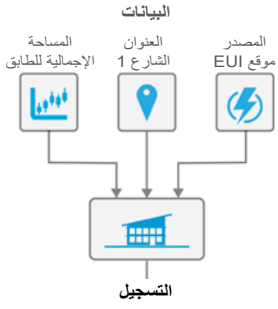 البيانات
المصدر
موقع EUI
العنوان
الشارع 1
المساحة
الإجمالية للطابق
التسجيل